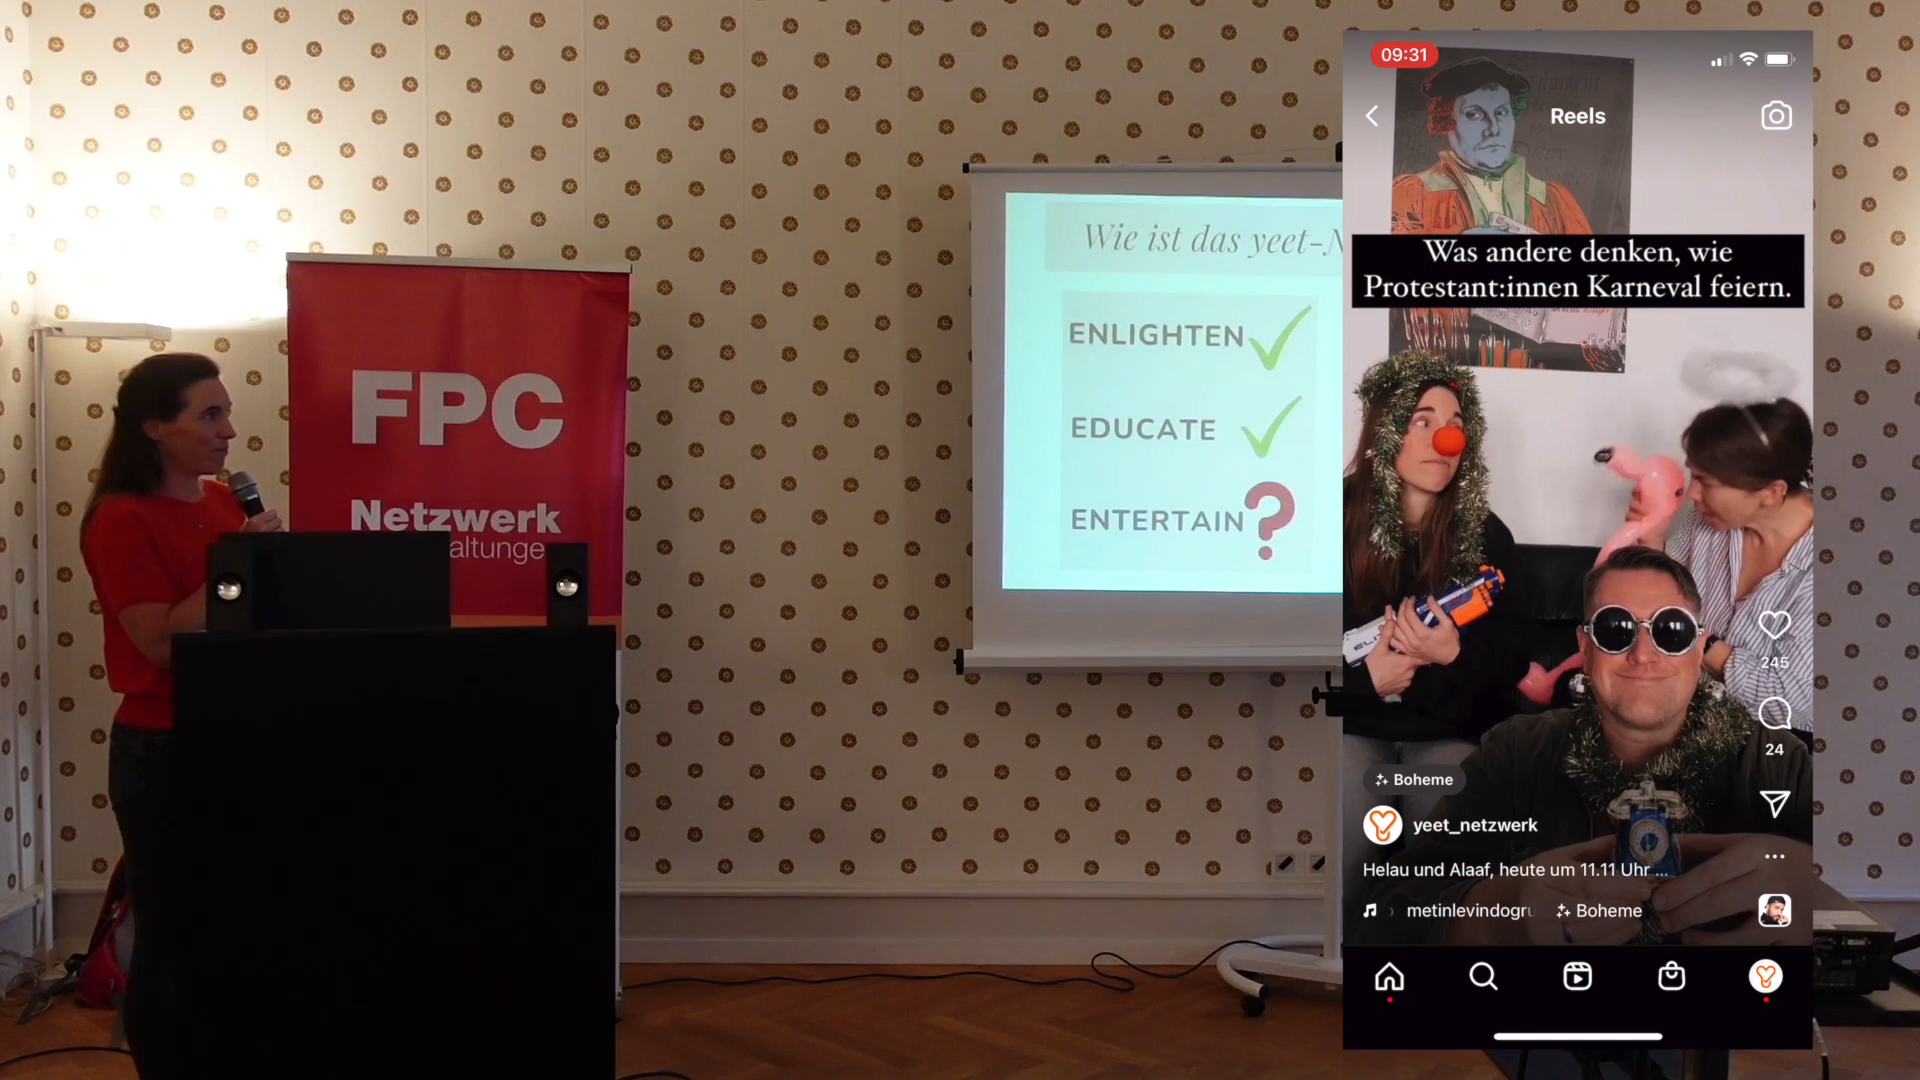 FPC
Netzwerk
altunge
Wie ist das yeet-N
ENLIGHTEN
EDUCATE
ENTERTAIN?
09:31
Reels
Was andere denken, wie
Protestant:innen Karneval feiern.
245
24
Boheme
yeet_netzwerk
Helau und Alaaf, heute um 11.11 Uhr ...
metinlevindogru
Boheme